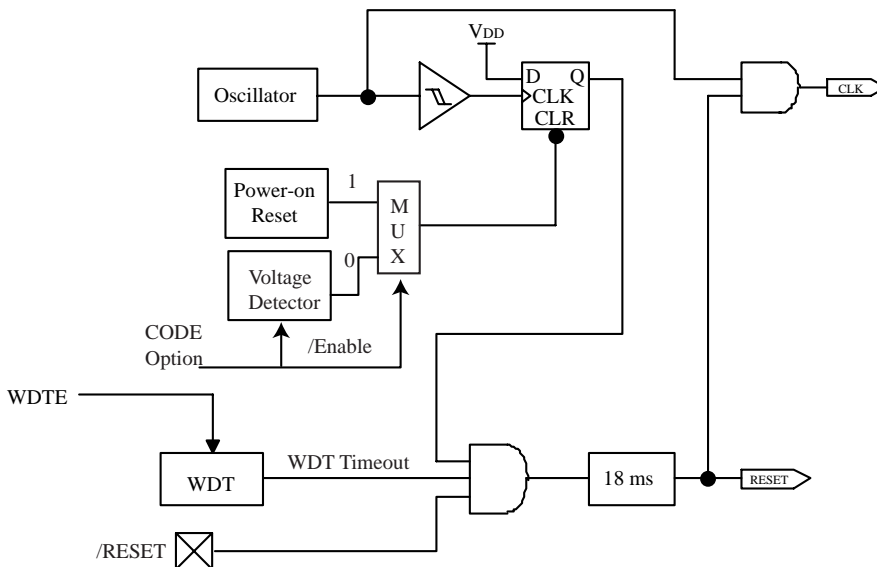 VDD
D Q
CLK
CLR
Oscillator
CLK
Power-on
Reset
1
M
U
X
0
Voltage
Detector
CODE
Option
/Enable
WDTE
WDT Timeout
WDT
18 ms
RESET
/RESET